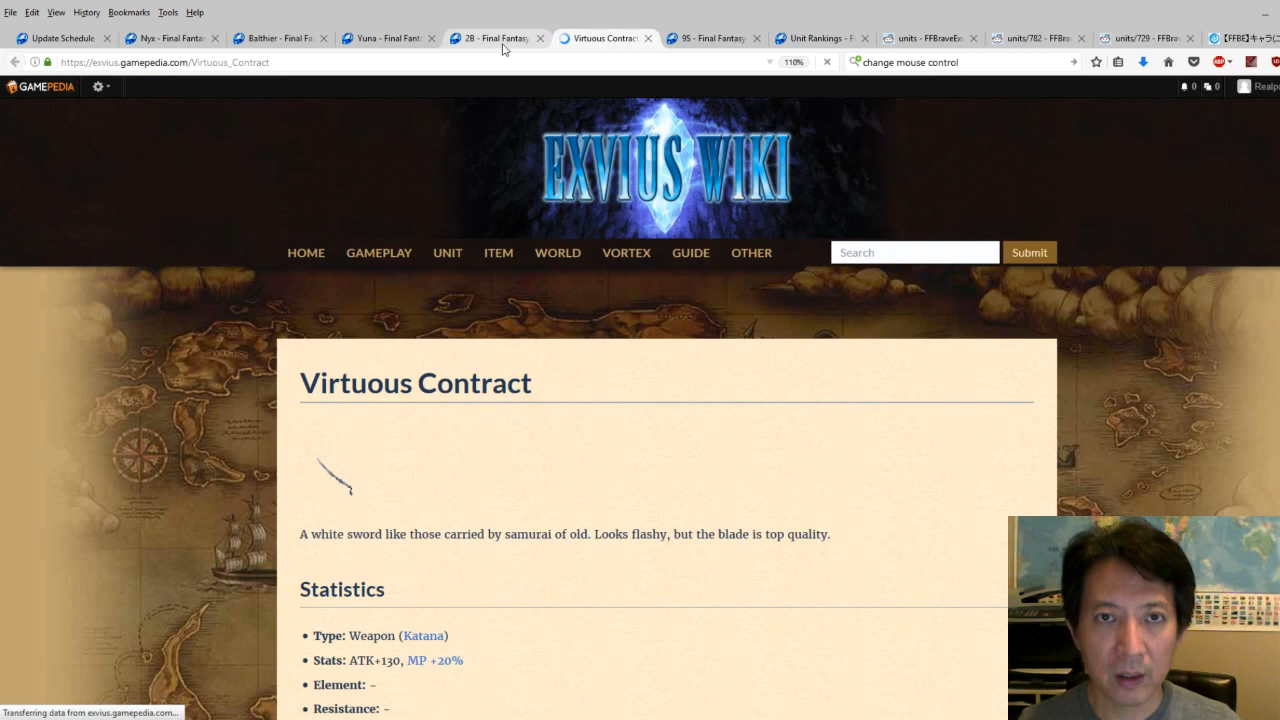 File Edit View History Bookmarks Tools Help
Update Schedule Nyx - Final Fanta Balthier - Final Fa Yuna - Final Fant 2B - Final Fantasy Virtuous Contract 9S - Final Fantasy Unit Rankings - F units - FFBraveEx units/782 - FFBra units/729 - FFBra 【FFBE】キャラ
https://exvius.gamepedia.com/Virtuous_Contract 110% change mouse control ABP
GAMEPEDIA 0 0 Realp
EXVIUS WIKI
HOME GAMEPLAY UNIT ITEM WORLD VORTEX GUIDE OTHER Search Submit
Virtuous Contract
A white sword like those carried by samurai of old. Looks flashy, but the blade is top quality.
Statistics
• Type: Weapon (Katana)
• Stats: ATK+130, MP +20%
• Element: -
• Resistance: -
Transferring data from exvius.gamepedia.com...